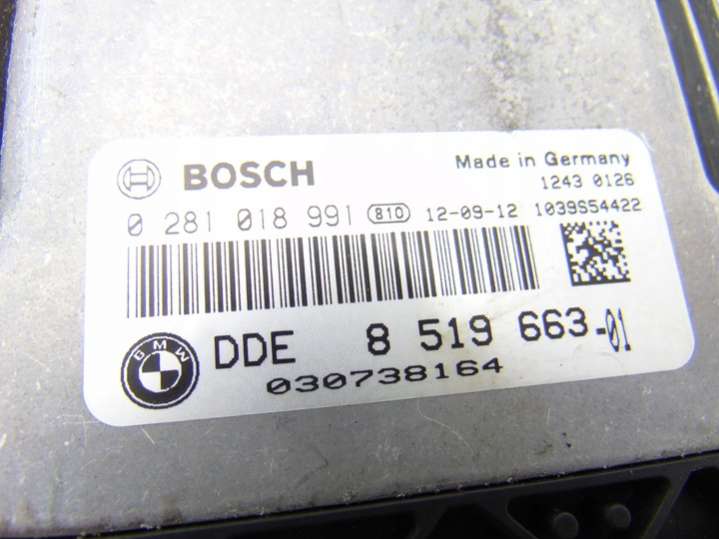 BOSCH
Made in Germany
1243 0126
0 281 018 991 810 12-09-12 1039S54422
BMW
DDE 8 519 663-01
030738164